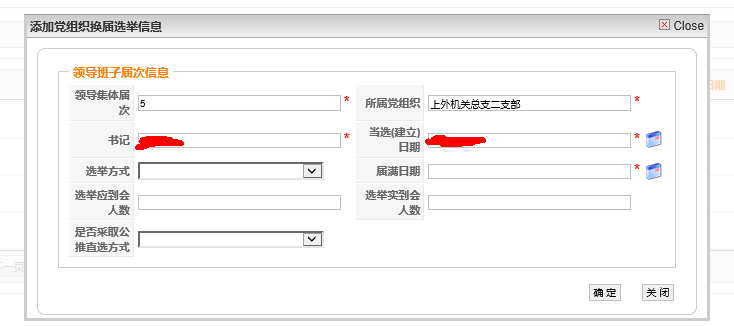 添加党组织换届选举信息
Close
领导班子届次信息
领导集体届
次
5
*
所属党组织
上外机关总支二支部
*
书记
*
当选(建立)
日期
*
选举方式
届满日期
*
选举应到会
人数
选举实到会
人数
是否采取公
推直选方式
确 定
关 闭
日期
一页